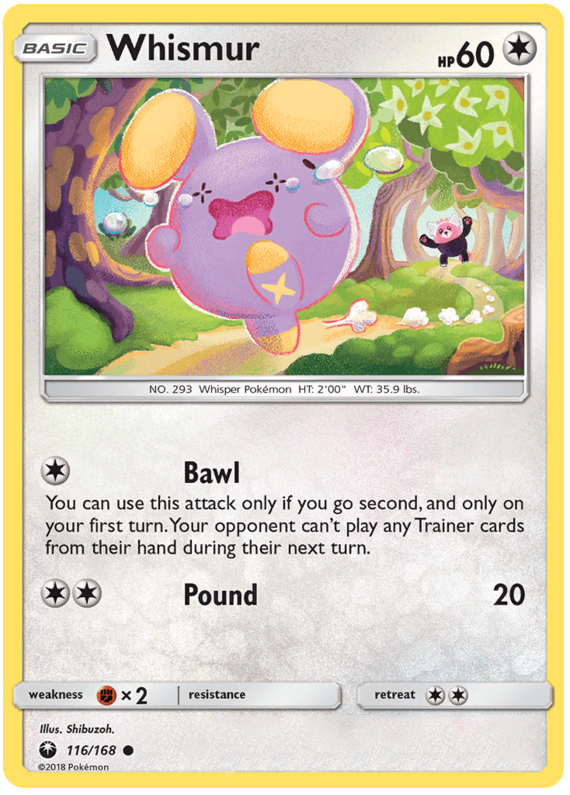 BASIC Whismur HP 60
NO. 293 Whisper Pokémon HT: 2'00" WT: 35.9 lbs.
Bawl
You can use this attack only if you go second, and only on
your first turn. Your opponent can't play any Trainer cards
from their hand during their next turn.
Pound 20
weakness ×2 resistance retreat
Illus. Shibuzoh.
116/168
©2018 Pokémon